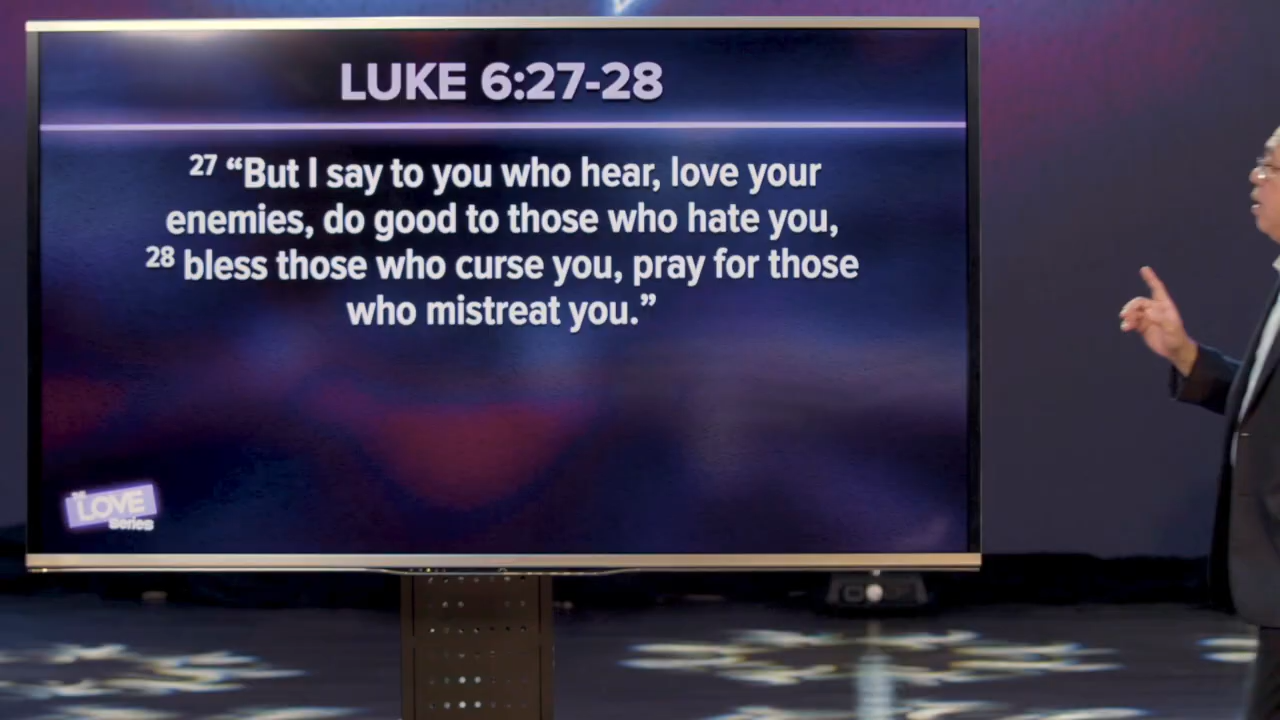 LUKE 6:27-28
27 “But I say to you who hear, love your
enemies, do good to those who hate you,
28 bless those who curse you, pray for those
who mistreat you.”
LOVE
series